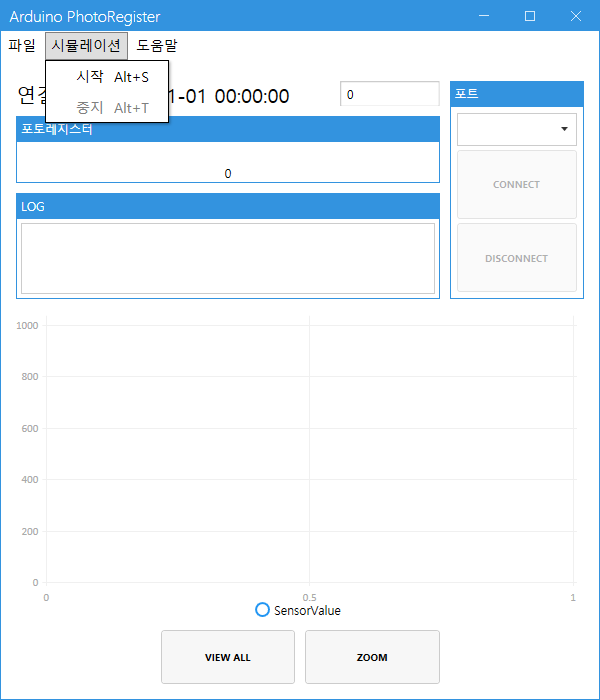 Arduino PhotoRegister
파일 시뮬레이션 도움말
시작 Alt+S
중지 Alt+T
1-01 00:00:00
0
포트
포토레지스터
0
CONNECT
LOG
DISCONNECT
1000
800
600
400
200
0
0 0.5 1
SensorValue
VIEW ALL ZOOM